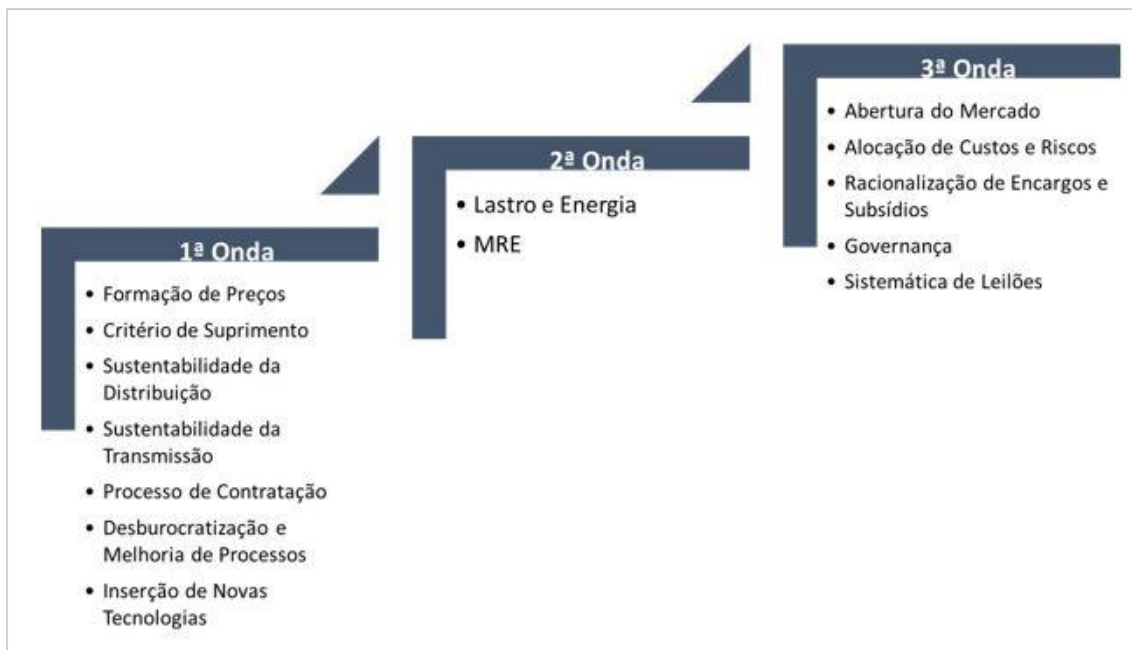 1ª Onda
• Formação de Preços
• Critério de Suprimento
• Sustentabilidade da
Distribuição
• Sustentabilidade da
Transmissão
• Processo de Contratação
• Desburocratização e
Melhoria de Processos
• Inserção de Novas
Tecnologias
2ª Onda
• Lastro e Energia
• MRE
3ª Onda
• Abertura do Mercado
• Alocação de Custos e Riscos
• Racionalização de Encargos e
Subsídios
• Governança
• Sistemática de Leilões